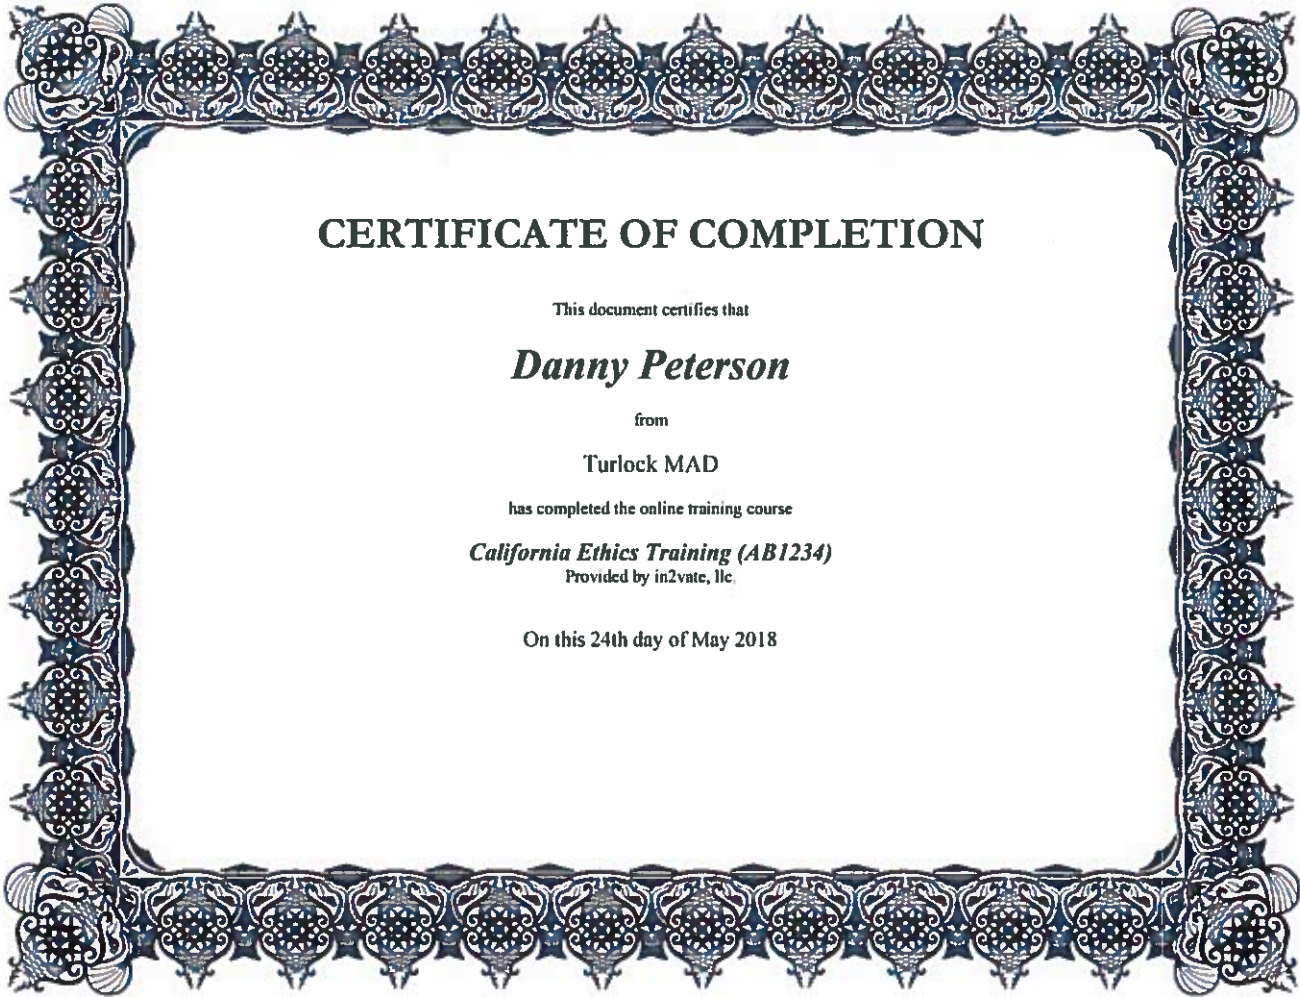 CERTIFICATE OF COMPLETION
This document certifies that
Danny Peterson
from
Turlock MAD
has completed the online training course
California Ethics Training (AB1234)
Provided by in2vate, llc.
On this 24th day of May 2018